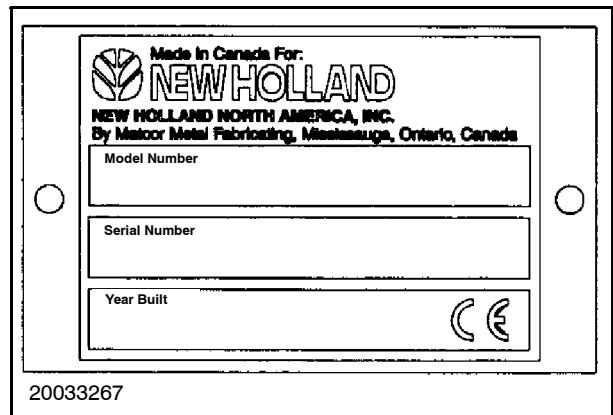 Made In Canada For:
NEW HOLLAND
NEW HOLLAND NORTH AMERICA, INC.
By Matcor Metal Fabricating, Mississauga, Ontario, Canada
Model Number
Serial Number
Year Built
CE
20033267